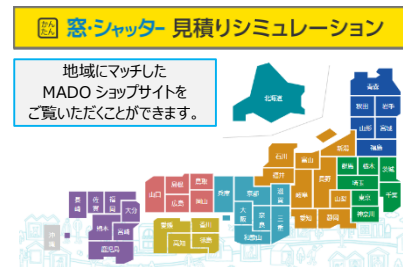 かんたん 窓・シャッター 見積りシミュレーション
地域にマッチした
MADO ショップサイトを
ご覧いただくことができます。
北海道
青森
秋田 岩手
山形 宮城
福島
新潟
石川 富山
福井
長野
岐阜
山梨
愛知 静岡
群馬 栃木 茨城
埼玉
東京
千葉
神奈川
兵庫 京都 滋賀
大阪 奈良 三重
和歌山
島根 鳥取
山口 広島 岡山
愛媛 香川
高知 徳島
長崎 佐賀 福岡 大分
熊本 宮崎
鹿児島
沖縄